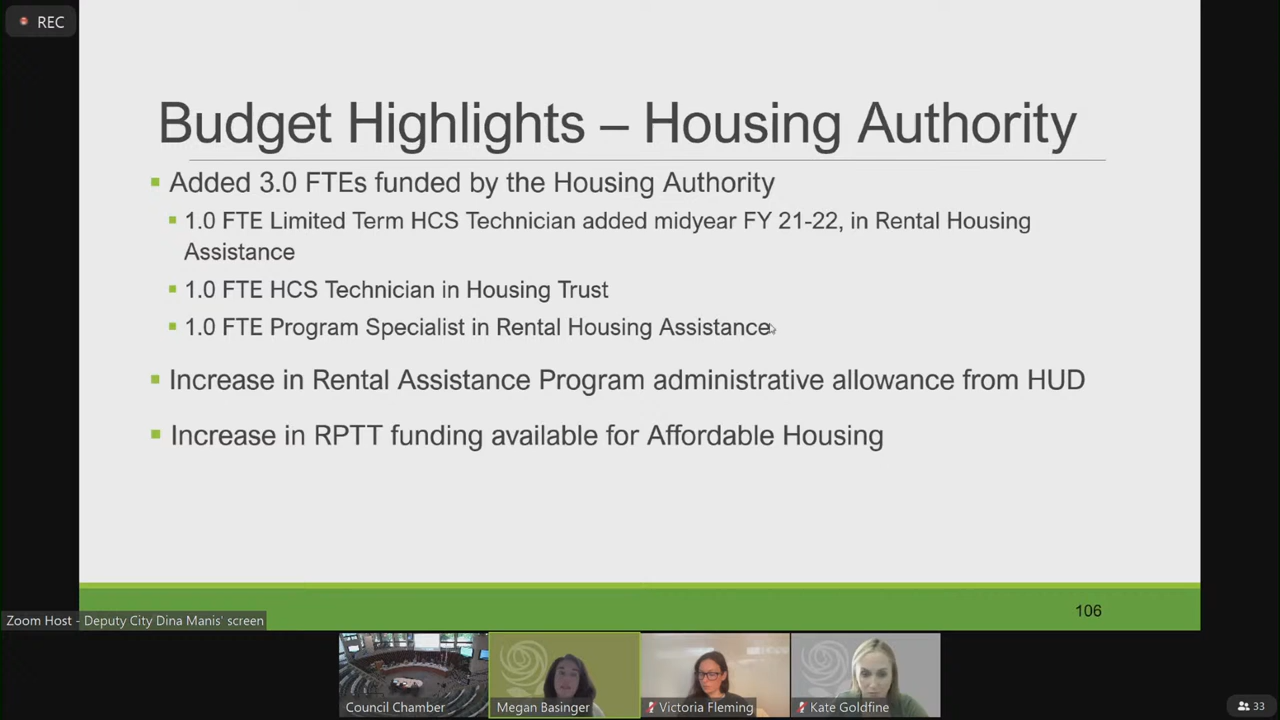 REC
Budget Highlights – Housing Authority
Added 3.0 FTEs funded by the Housing Authority
1.0 FTE Limited Term HCS Technician added midyear FY 21-22, in Rental Housing
Assistance
1.0 FTE HCS Technician in Housing Trust
1.0 FTE Program Specialist in Rental Housing Assistance
Increase in Rental Assistance Program administrative allowance from HUD
Increase in RPTT funding available for Affordable Housing
106
Zoom Host - Deputy City Dina Manis' screen
Council Chamber
Megan Basinger
Victoria Fleming
Kate Goldfine
33